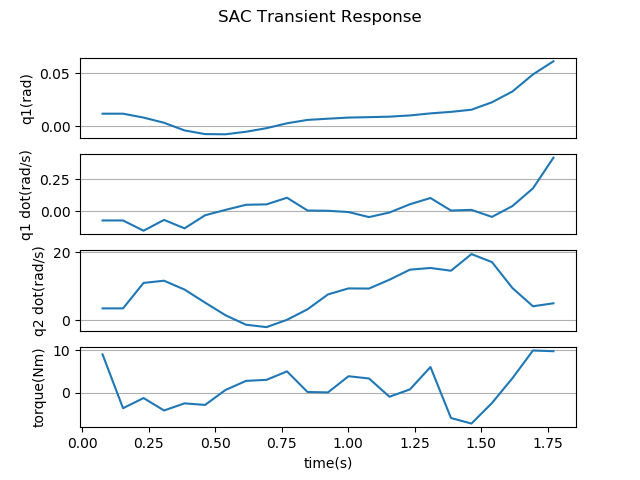 SAC Transient Response
q1(rad)
0.05
0.00
q1 dot(rad/s)
0.25
0.00
q2 dot(rad/s)
20
0
torque(Nm)
10
0
0.00 0.25 0.50 0.75 1.00 1.25 1.50 1.75
time(s)